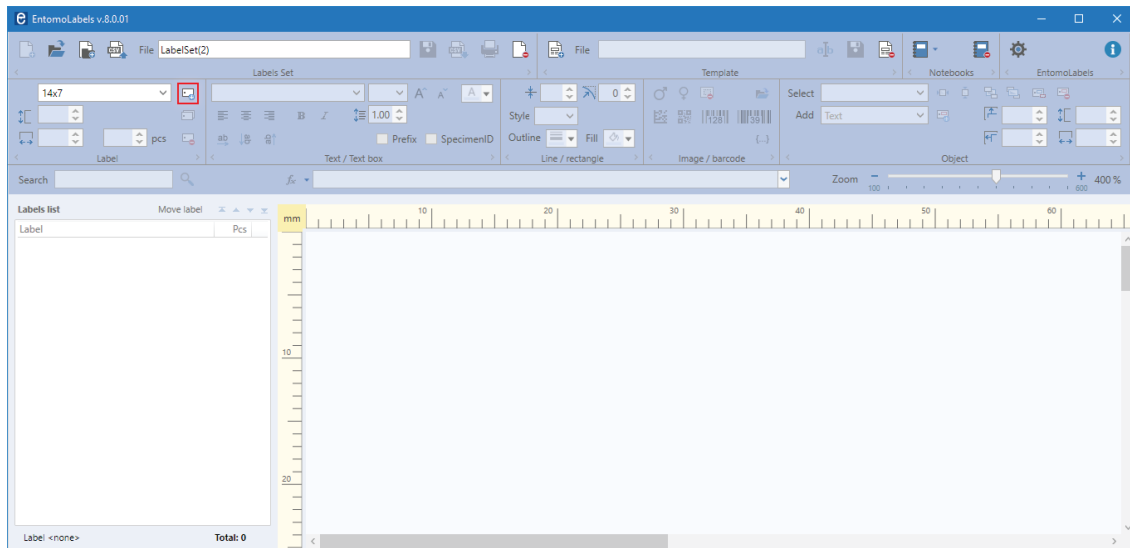 e EntomoLabels v.8.0.01
File LabelSet(2) CSV File
Labels Set Template Notebooks EntomoLabels
14x7 A A A 0 Select
1.00 Style Add Text
pcs Prefix SpecimenID Outline Fill {...}
Label Text / Text box Line / rectangle Image / barcode Object
Search fx Zoom 100 600 400 %
Labels list Move label mm 10 20 30 40 50 60
Label Pcs
10
20
Label <none> Total: 0